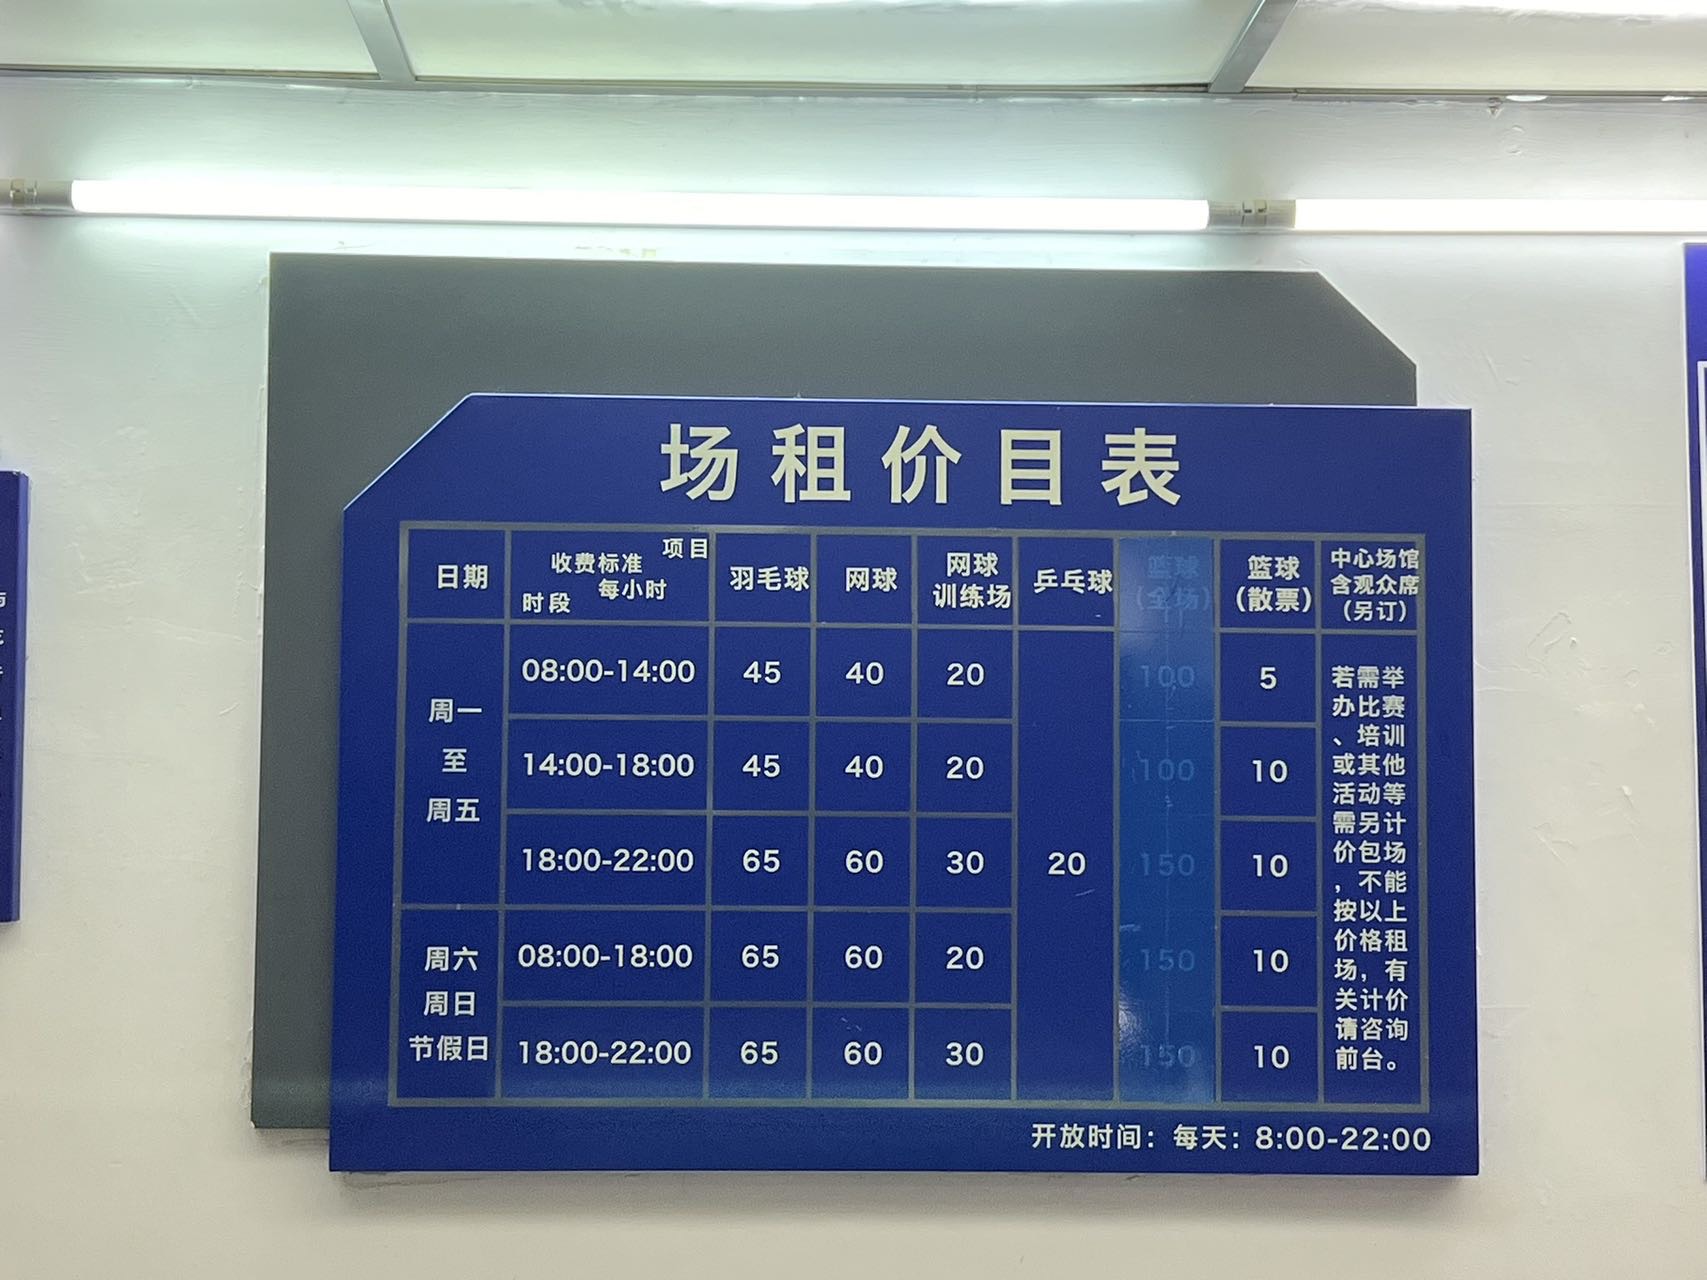 场租价目表
日期 收费标准 每小时 项目 时段 羽毛球 网球 网球训练场 乒乓球 篮球（全场） 篮球（散票） 中心场馆含观众席（另订）
周一至周五
08:00-14:00 45 40 20 100 5
14:00-18:00 45 40 20 100 10
18:00-22:00 65 60 30 20 150 10
周六 周日 节假日
08:00-18:00 65 60 20 150 10
18:00-22:00 65 60 30 150 10
若需举
办比赛
、培训
或其他
活动等
需另计
价包场
，不能
按以上
价格租
场，有
关计价
请咨询
前台。
开放时间：每天：8:00-22:00